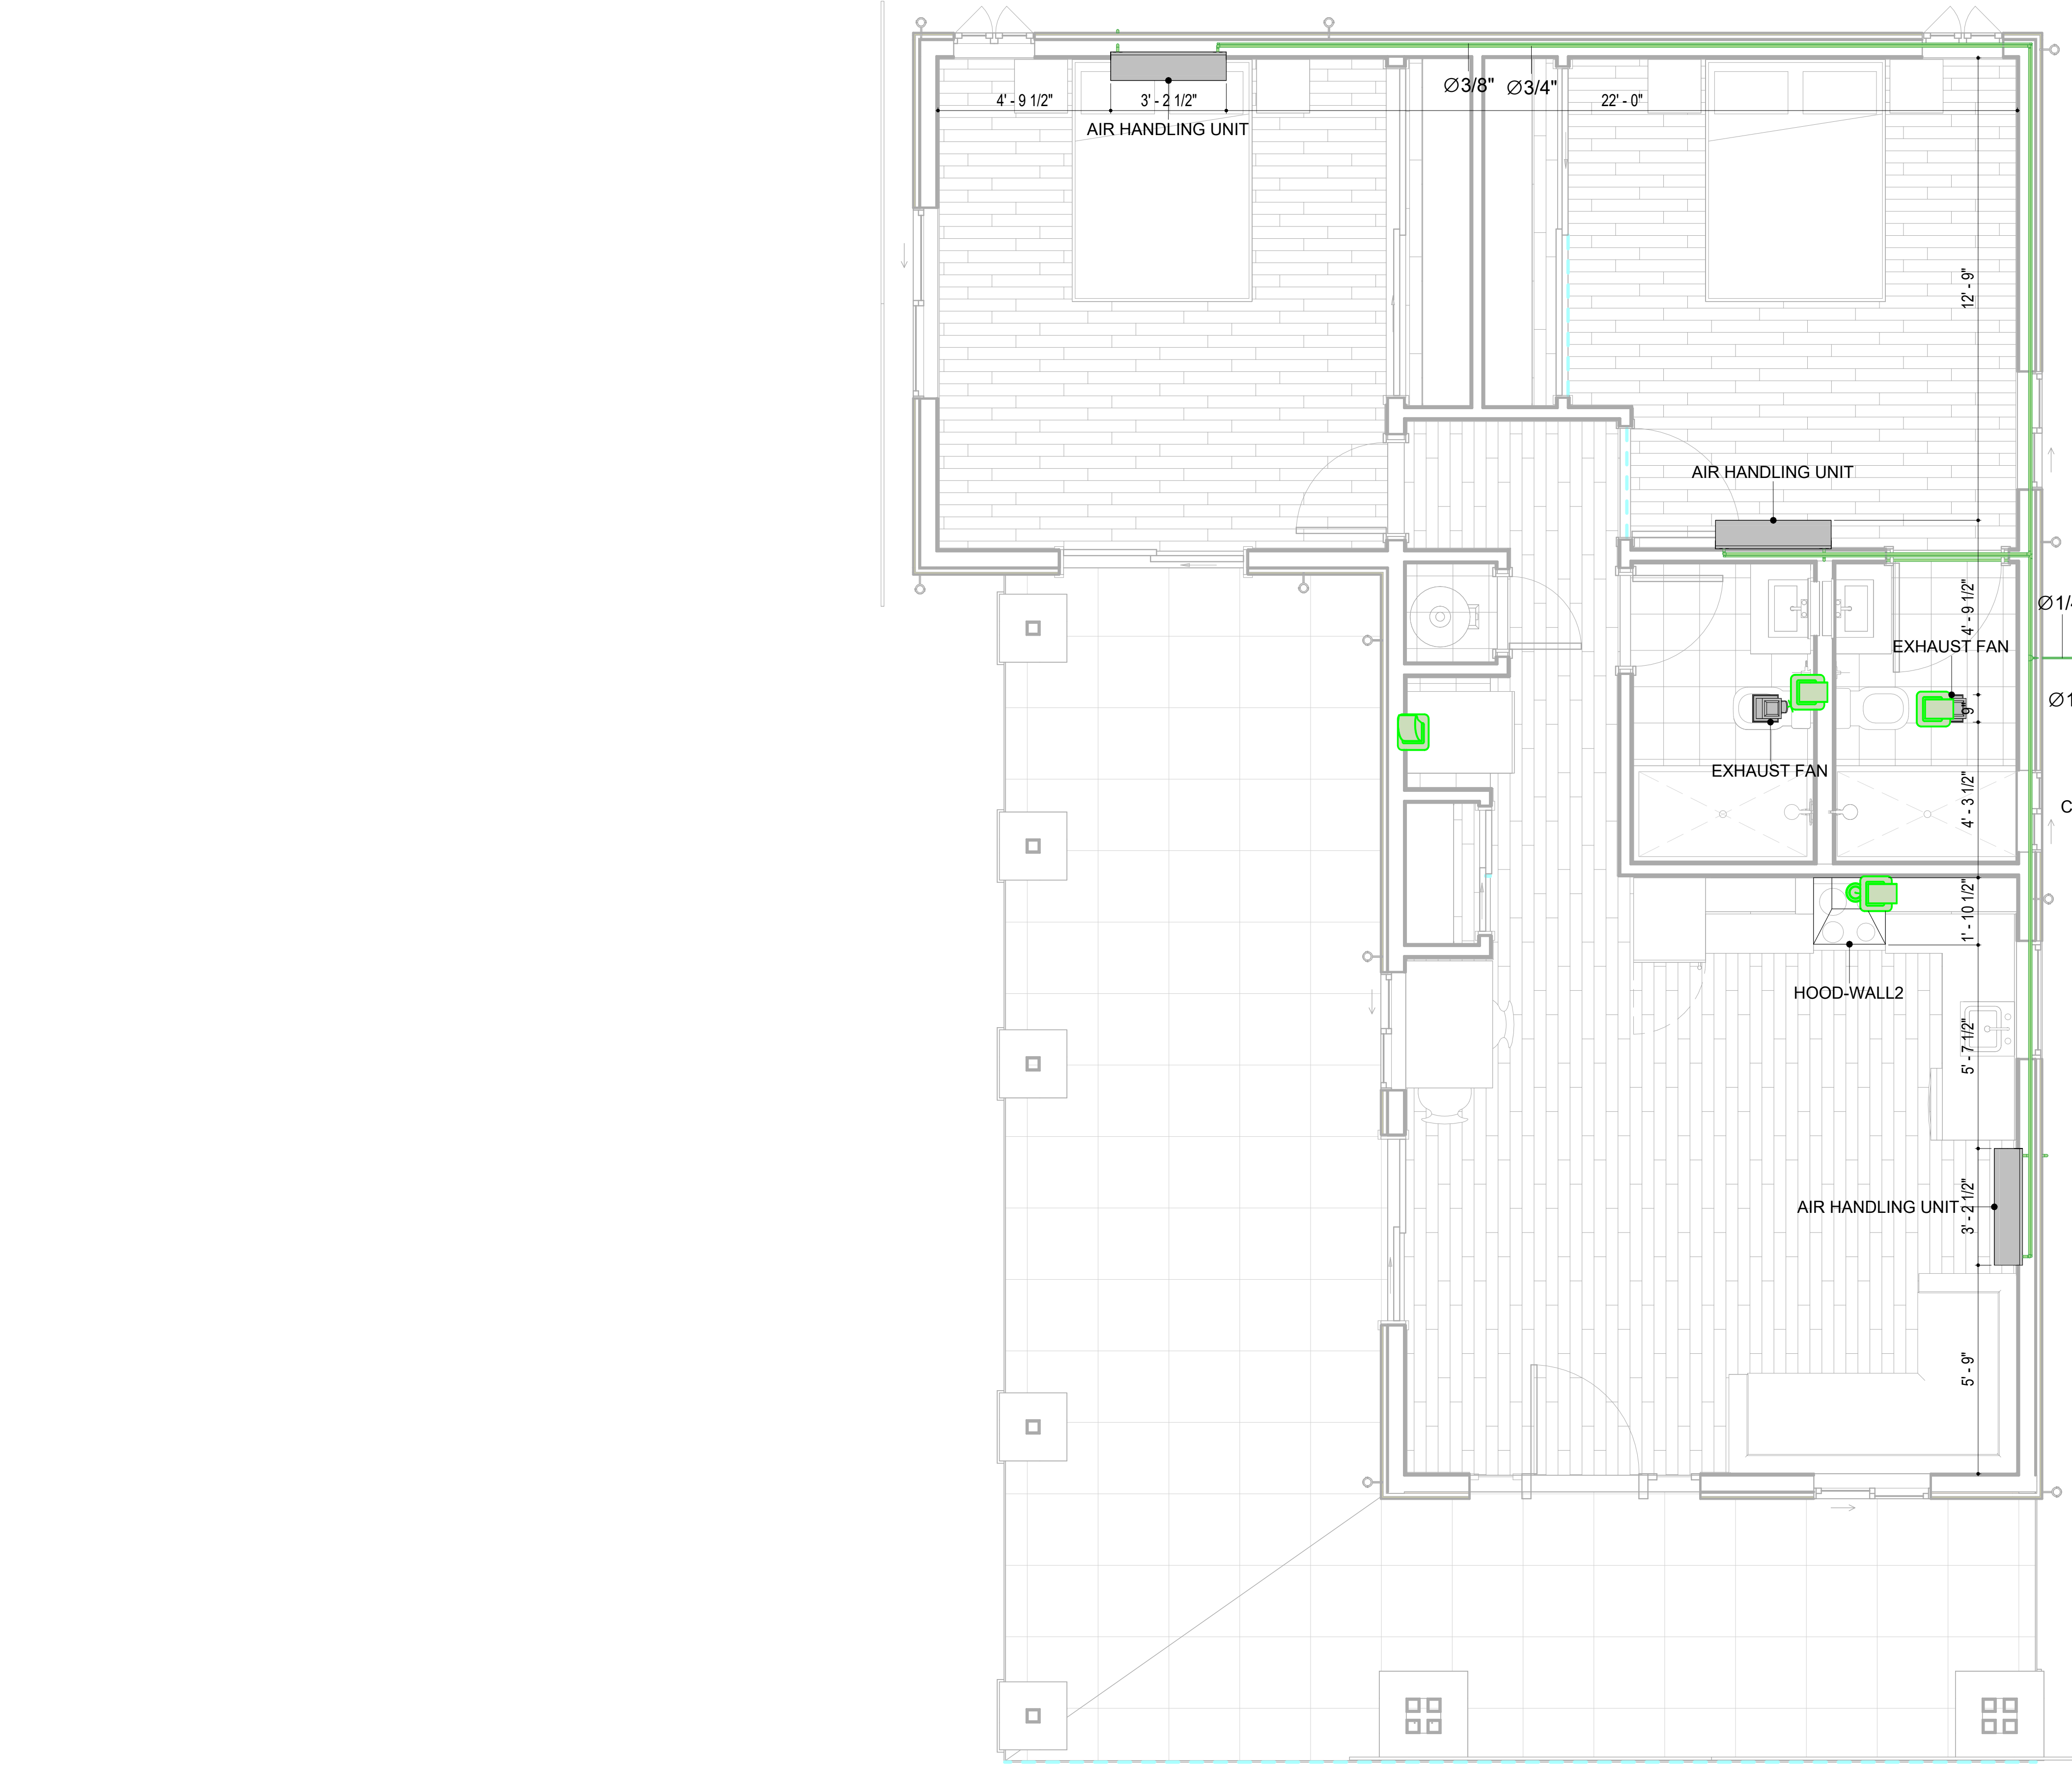 Ø3/8"
Ø3/4"
4' - 9 1/2"
3' - 2 1/2"
22' - 0"
AIR HANDLING UNIT
12' - 9"
AIR HANDLING UNIT
4' - 9 1/2"
Ø1/
EXHAUST FAN
9"
Ø1
EXHAUST FAN
4' - 3 1/2"
C
1' - 10 1/2"
HOOD-WALL2
5' - 7 1/2"
3' - 2 1/2"
AIR HANDLING UNIT
5' - 9"